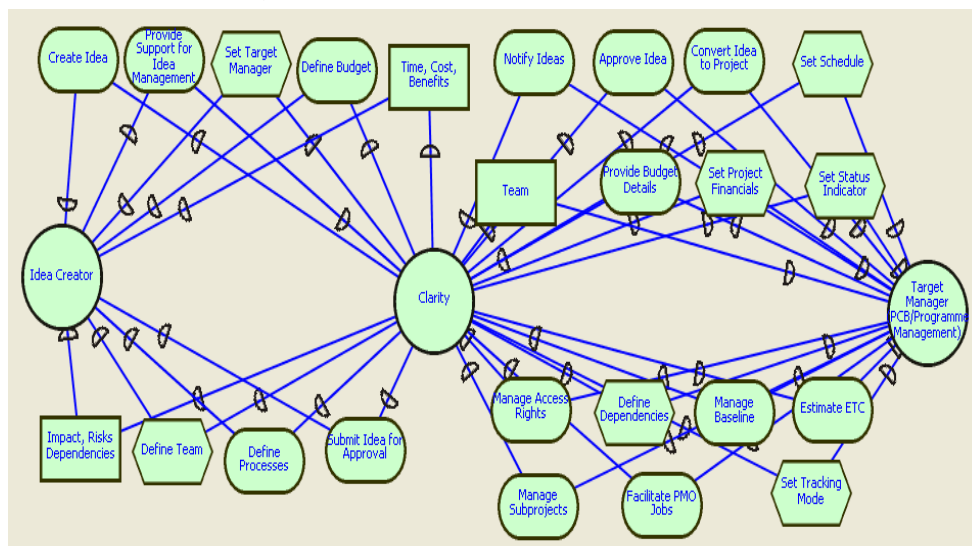 Create Idea
Provide
Support for
Idea
Management
Set Target
Manager
Define Budget
Time, Cost,
Benefits
Notify Ideas
Approve Idea
Convert Idea
to Project
Set Schedule
Team
Provide Budget
Details
Set Project
Financials
Set Status
Indicator
Idea Creator
Clarity
Target
Manager
PCB/Programme
Management)
Impact, Risks
Dependencies
Define Team
Define
Processes
Submit Idea for
Approval
Manage Access
Rights
Define
Dependencies
Manage
Baseline
Estimate ETC
Manage
Subprojects
Facilitate PMO
Jobs
Set Tracking
Mode